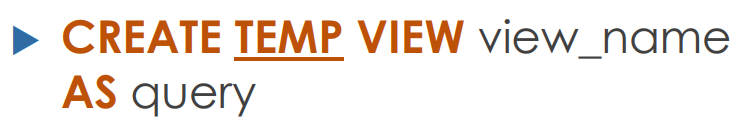 CREATE TEMP VIEW view_name
AS query